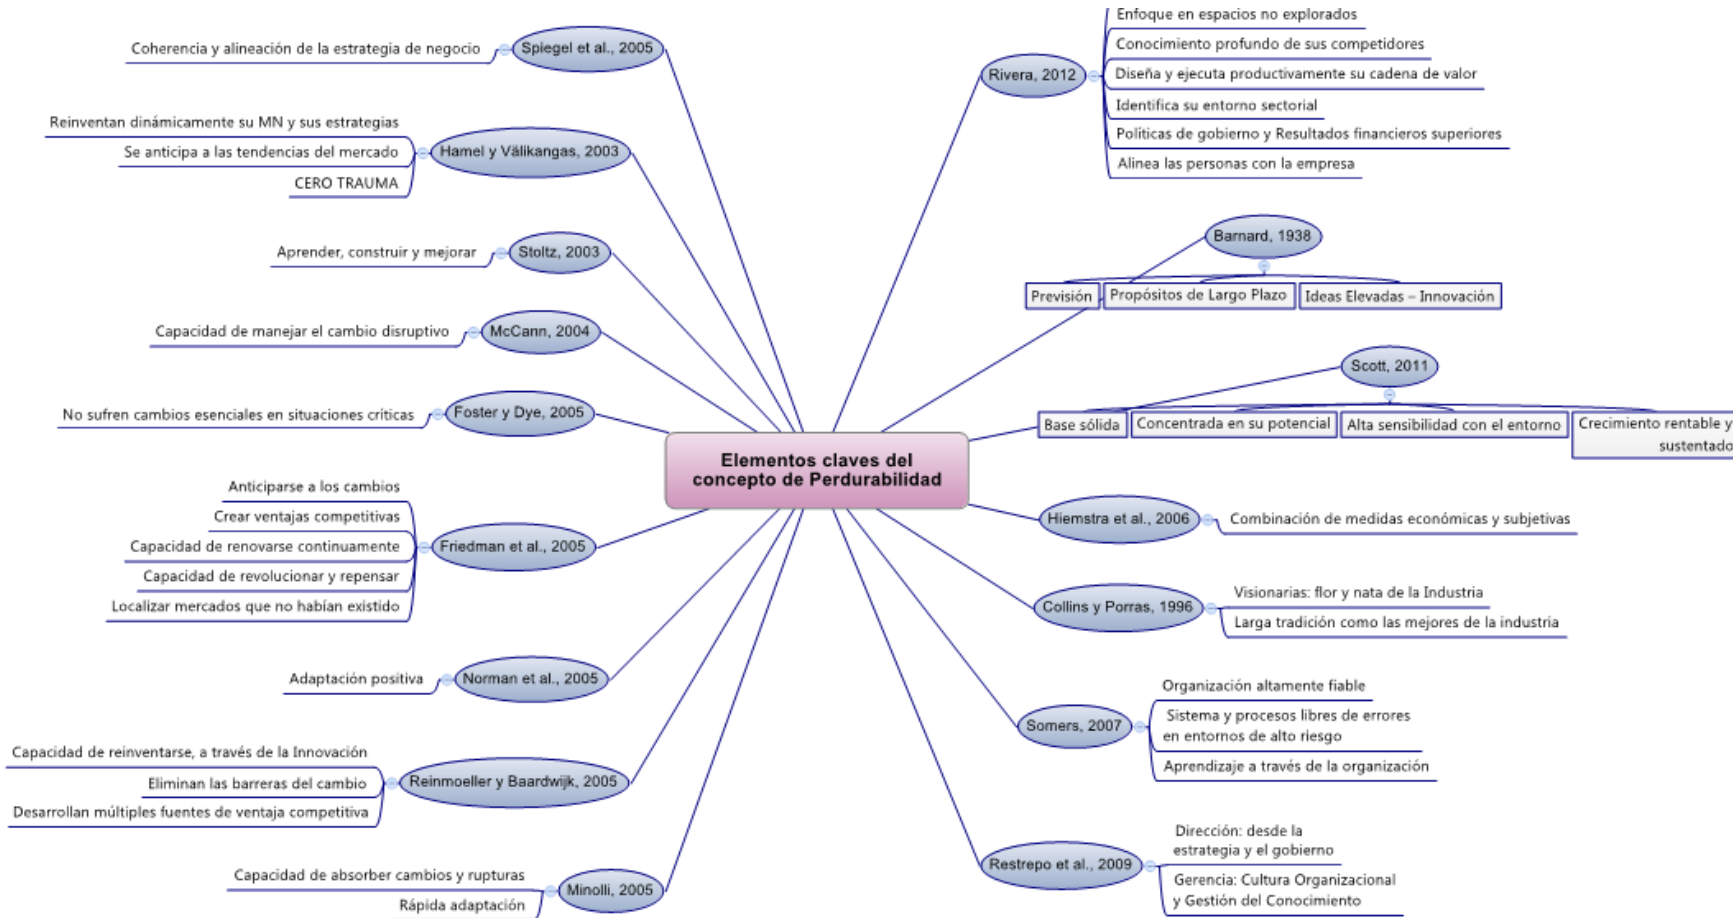 Elementos claves del
concepto de Perdurabilidad
Spiegel et al., 2005
Coherencia y alineación de la estrategia de negocio
Hamel y Välikangas, 2003
Reinventan dinámicamente su MN y sus estrategias
Se anticipa a las tendencias del mercado
CERO TRAUMA
Stoltz, 2003
Aprender, construir y mejorar
McCann, 2004
Capacidad de manejar el cambio disruptivo
Foster y Dye, 2005
No sufren cambios esenciales en situaciones críticas
Friedman et al., 2005
Anticiparse a los cambios
Crear ventajas competitivas
Capacidad de renovarse continuamente
Capacidad de revolucionar y repensar
Localizar mercados que no habían existido
Norman et al., 2005
Adaptación positiva
Reinmoeller y Baardwijk, 2005
Capacidad de reinventarse, a través de la Innovación
Eliminan las barreras del cambio
Desarrollan múltiples fuentes de ventaja competitiva
Minolli, 2005
Capacidad de absorber cambios y rupturas
Rápida adaptación
Rivera, 2012
Enfoque en espacios no explorados
Conocimiento profundo de sus competidores
Diseña y ejecuta productivamente su cadena de valor
Identifica su entorno sectorial
Políticas de gobierno y Resultados financieros superiores
Alinea las personas con la empresa
Barnard, 1938
Previsión
Propósitos de Largo Plazo
Ideas Elevadas – Innovación
Scott, 2011
Base sólida
Concentrada en su potencial
Alta sensibilidad con el entorno
Crecimiento rentable y
sustentado
Hiemstra et al., 2006
Combinación de medidas económicas y subjetivas
Collins y Porras, 1996
Visionarias: flor y nata de la Industria
Larga tradición como las mejores de la industria
Somers, 2007
Organización altamente fiable
Sistema y procesos libres de errores
en entornos de alto riesgo
Aprendizaje a través de la organización
Restrepo et al., 2009
Dirección: desde la
estrategia y el gobierno
Gerencia: Cultura Organizacional
y Gestión del Conocimiento